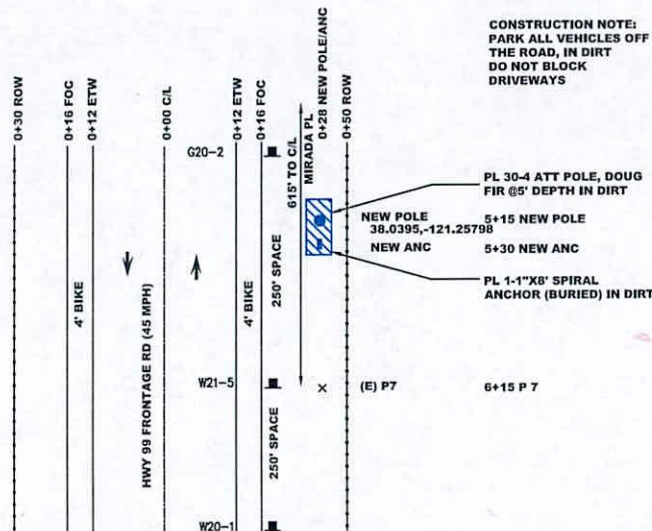 CONSTRUCTION NOTE:
PARK ALL VEHICLES OFF
THE ROAD, IN DIRT
DO NOT BLOCK
DRIVEWAYS
0+30 ROW
0+16 FOC
0+12 ETW
0+00 C/L
0+12 ETW
0+16 FOC
615' TO C/L
MIRADA PL
0+28 NEW POLE/ANC
0+50 ROW
G20-2
PL 30-4 ATT POLE, DOUG
FIR @5' DEPTH IN DIRT
NEW POLE
38.0395,-121.25798
5+15 NEW POLE
NEW ANC
5+30 NEW ANC
PL 1-1"X8' SPIRAL
ANCHOR (BURIED) IN DIRT
4' BIKE
HWY 99 FRONTAGE RD (45 MPH)
4' BIKE
250' SPACE
W21-5
(E) P7
6+15 P 7
250' SPACE
W20-1